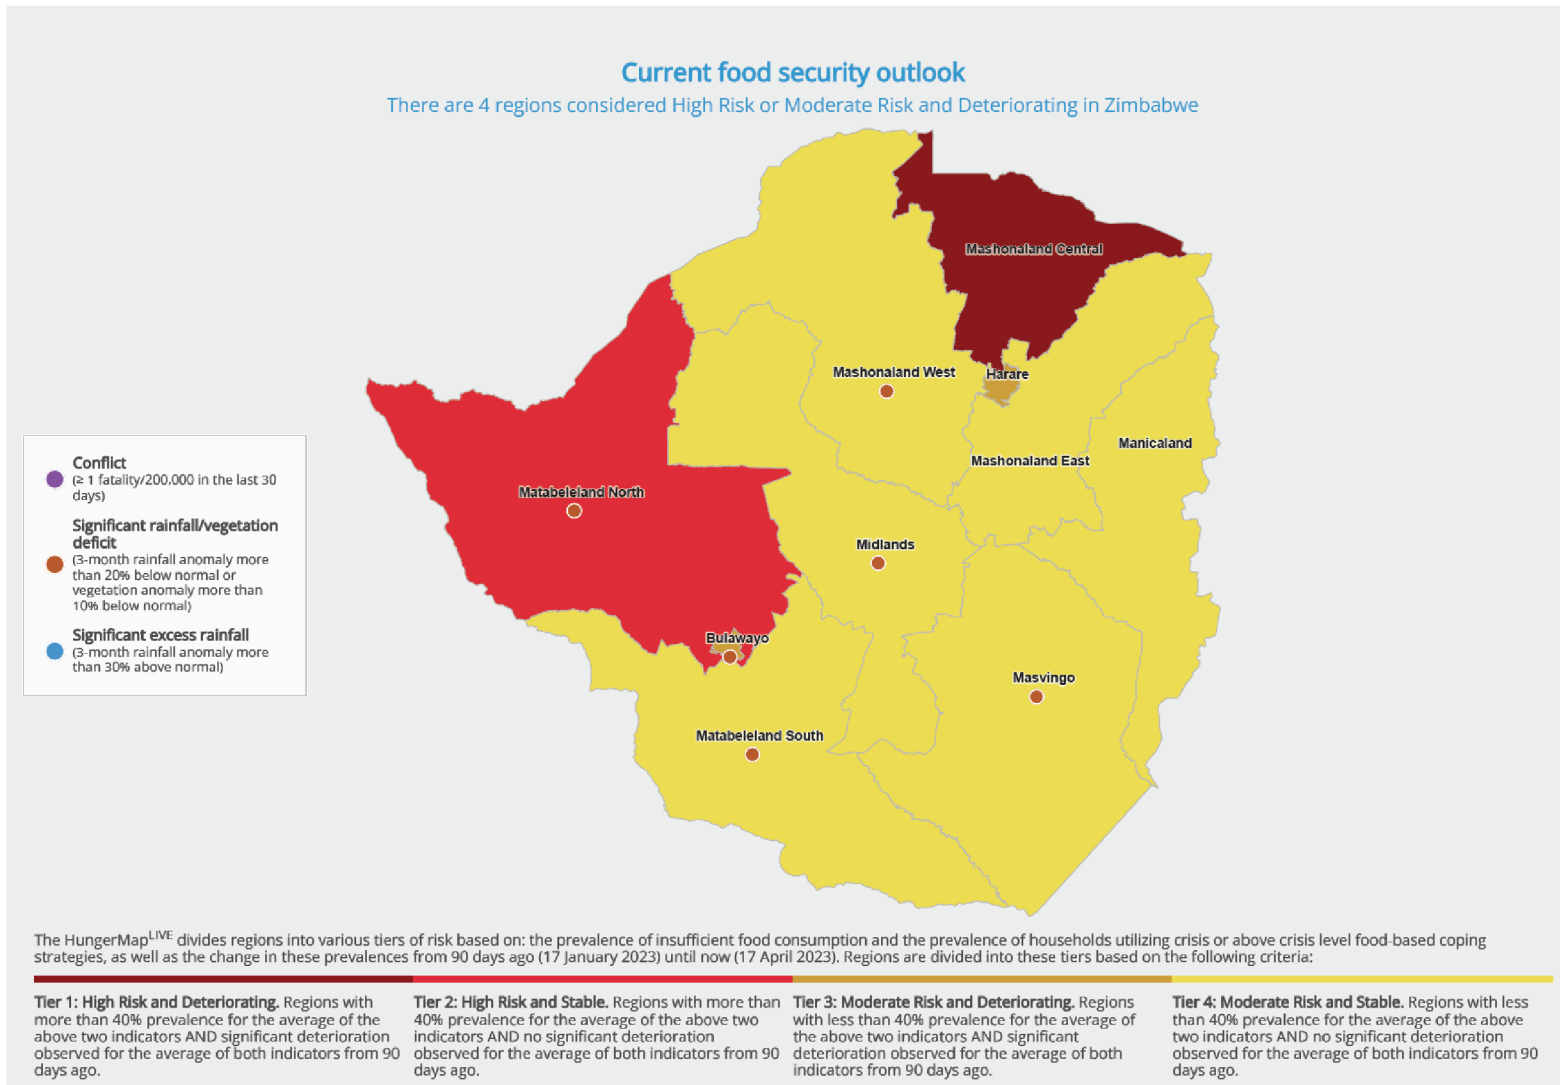 Current food security outlook
There are 4 regions considered High Risk or Moderate Risk and Deteriorating in Zimbabwe
Mashonaland Central
Mashonaland West
Harare
Manicaland
Mashonaland East
Matabeleland North
Midlands
Bulawayo
Masvingo
Matabeleland South
Conflict
(≥ 1 fatality/200,000 in the last 30
days)
Significant rainfall/vegetation
deficit
(3-month rainfall anomaly more
than 20% below normal or
vegetation anomaly more than
10% below normal)
Significant excess rainfall
(3-month rainfall anomaly more
than 30% above normal)
The HungerMapLIVE divides regions into various tiers of risk based on: the prevalence of insufficient food consumption and the prevalence of households utilizing crisis or above crisis level food-based coping
strategies, as well as the change in these prevalences from 90 days ago (17 January 2023) until now (17 April 2023). Regions are divided into these tiers based on the following criteria:
Tier 1: High Risk and Deteriorating. Regions with
more than 40% prevalence for the average of the
above two indicators AND significant deterioration
observed for the average of both indicators from 90
days ago.
Tier 2: High Risk and Stable. Regions with more than
40% prevalence for the average of the above two
indicators AND no significant deterioration
observed for the average of both indicators from 90
days ago.
Tier 3: Moderate Risk and Deteriorating. Regions
with less than 40% prevalence for the average of
the above two indicators AND significant
deterioration observed for the average of both
indicators from 90 days ago.
Tier 4: Moderate Risk and Stable. Regions with less
than 40% prevalence for the average of the above
two indicators AND no significant deterioration
observed for the average of both indicators from 90
days ago.